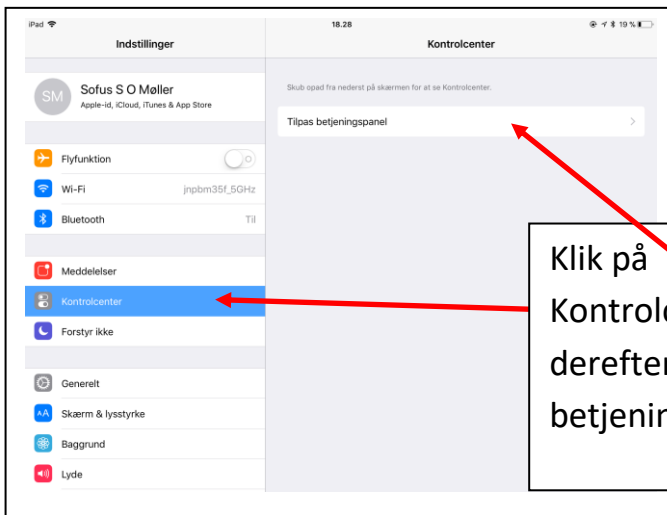 iPad 18.28 19 %
Indstillinger
Kontrolcenter
SM
Sofus S O Møller
Apple-id, iCloud, iTunes & App Store
Skub opad fra nederst på skærmen for at se Kontrolcenter.
Tilpas betjeningspanel
Flyfunktion
Wi-Fi jnpbm35f_5GHz
Bluetooth Til
Meddelelser
Kontrolcenter
Forstyr ikke
Generelt
AA Skærm & lysstyrke
Baggrund
Lyde
Klik på